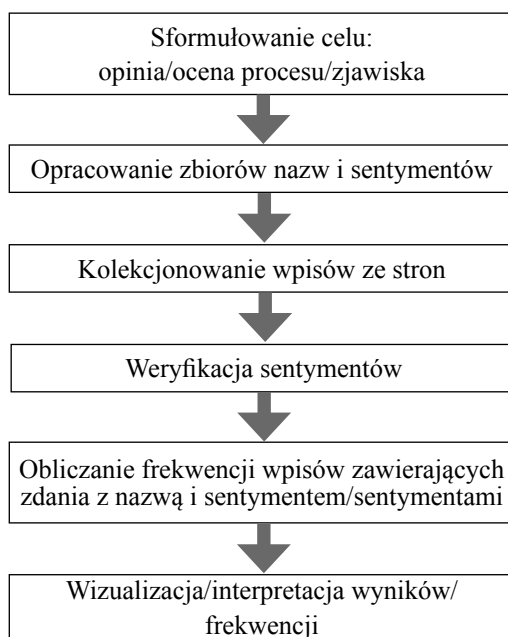 Sformułowanie celu:
opinia/ocena procesu/zjawiska
Opracowanie zbiorów nazw i sentymentów
Kolekcjonowanie wpisów ze stron
Weryfikacja sentymentów
Obliczanie frekwencji wpisów zawierających
zdania z nazwą i sentymentem/sentymentami
Wizualizacja/interpretacja wyników/
frekwencji